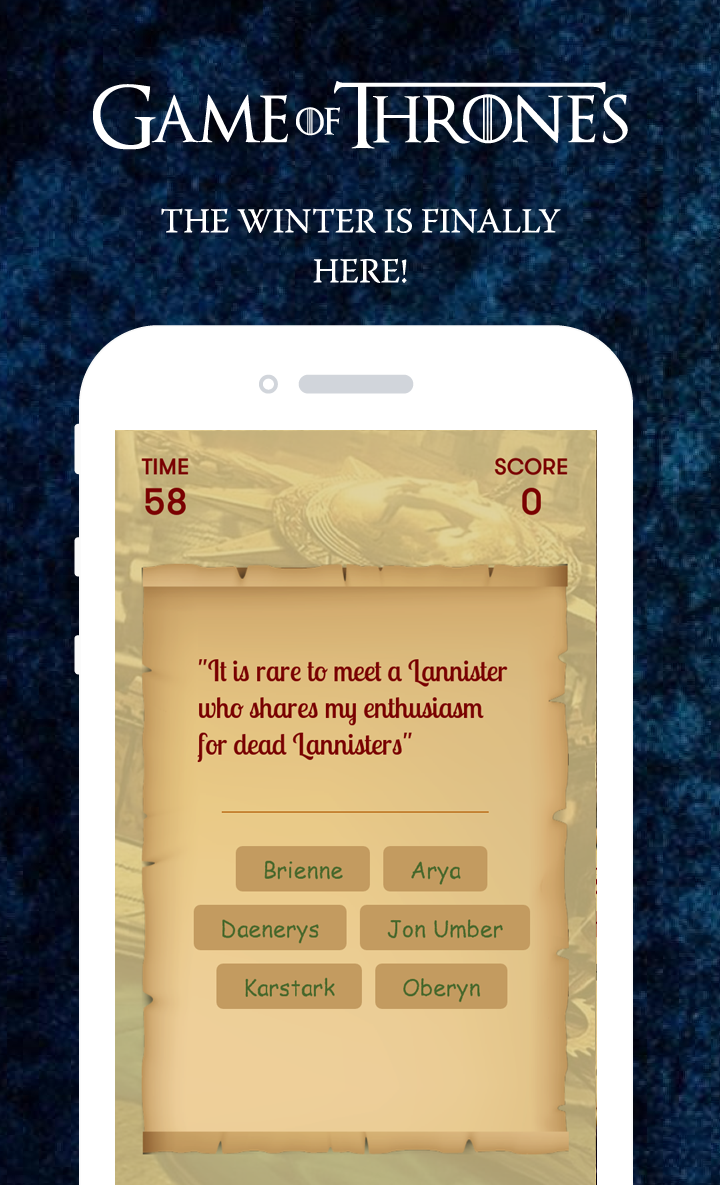 GAME OF THRONES
THE WINTER IS FINALLY
HERE!
TIME
58
SCORE
0
"It is rare to meet a Lannister
who shares my enthusiasm
for dead Lannisters"
Brienne
Arya
Daenerys
Jon Umber
Karstark
Oberyn